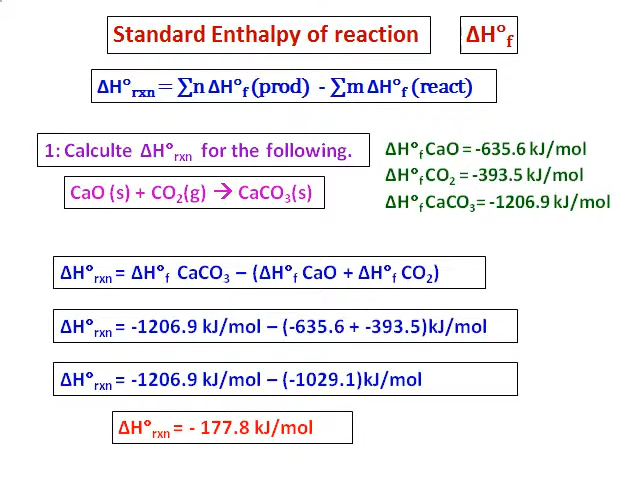 Standard Enthalpy of reaction
ΔH°f
ΔH°rxn = ∑n ΔH°f (prod) - ∑m ΔH°f (react)
1: Calculte ΔH°rxn for the following.
CaO (s) + CO₂(g) → CaCO₃(s)
ΔH°f CaO = -635.6 kJ/mol
ΔH°f CO₂ = -393.5 kJ/mol
ΔH°f CaCO₃= -1206.9 kJ/mol
ΔH°rxn = ΔH°f CaCO₃ – (ΔH°f CaO + ΔH°f CO₂)
ΔH°rxn = -1206.9 kJ/mol – (-635.6 + -393.5)kJ/mol
ΔH°rxn = -1206.9 kJ/mol – (-1029.1)kJ/mol
ΔH°rxn = - 177.8 kJ/mol